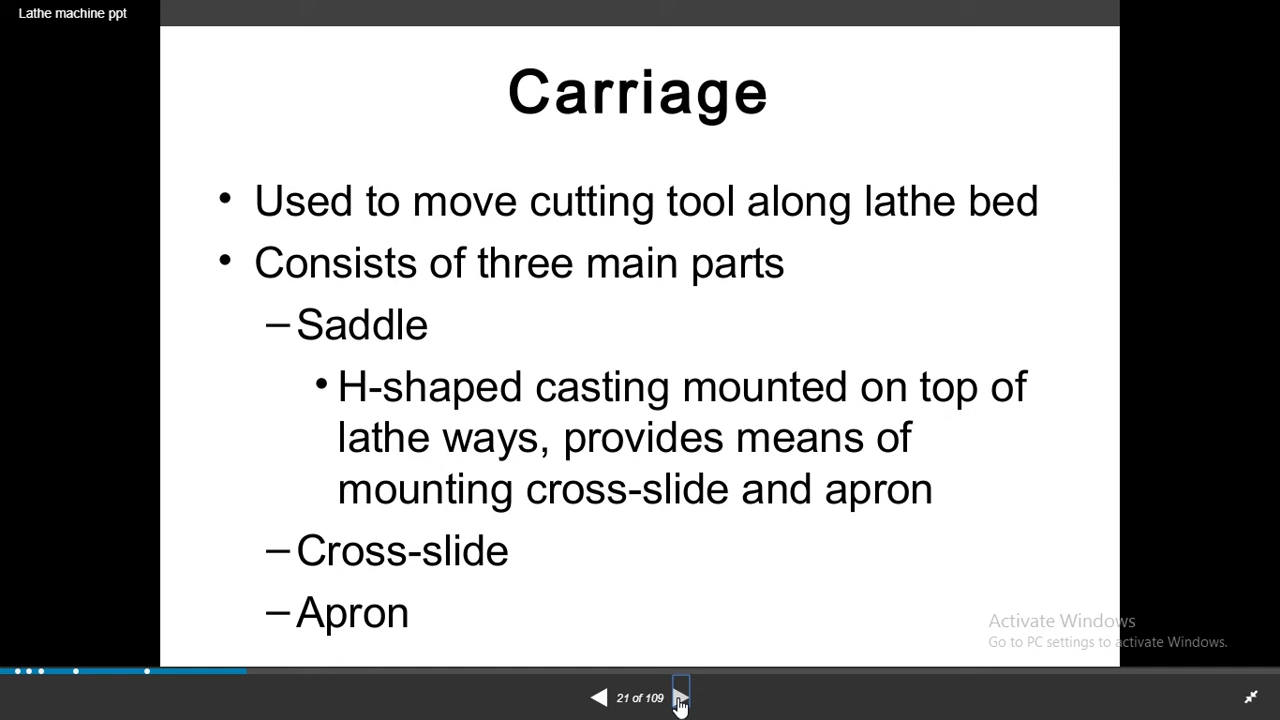 Lathe machine ppt
Carriage
• Used to move cutting tool along lathe bed
• Consists of three main parts
–Saddle
• H-shaped casting mounted on top of
lathe ways, provides means of
mounting cross-slide and apron
–Cross-slide
–Apron
Activate Windows
Go to PC settings to activate Windows.
21 of 109